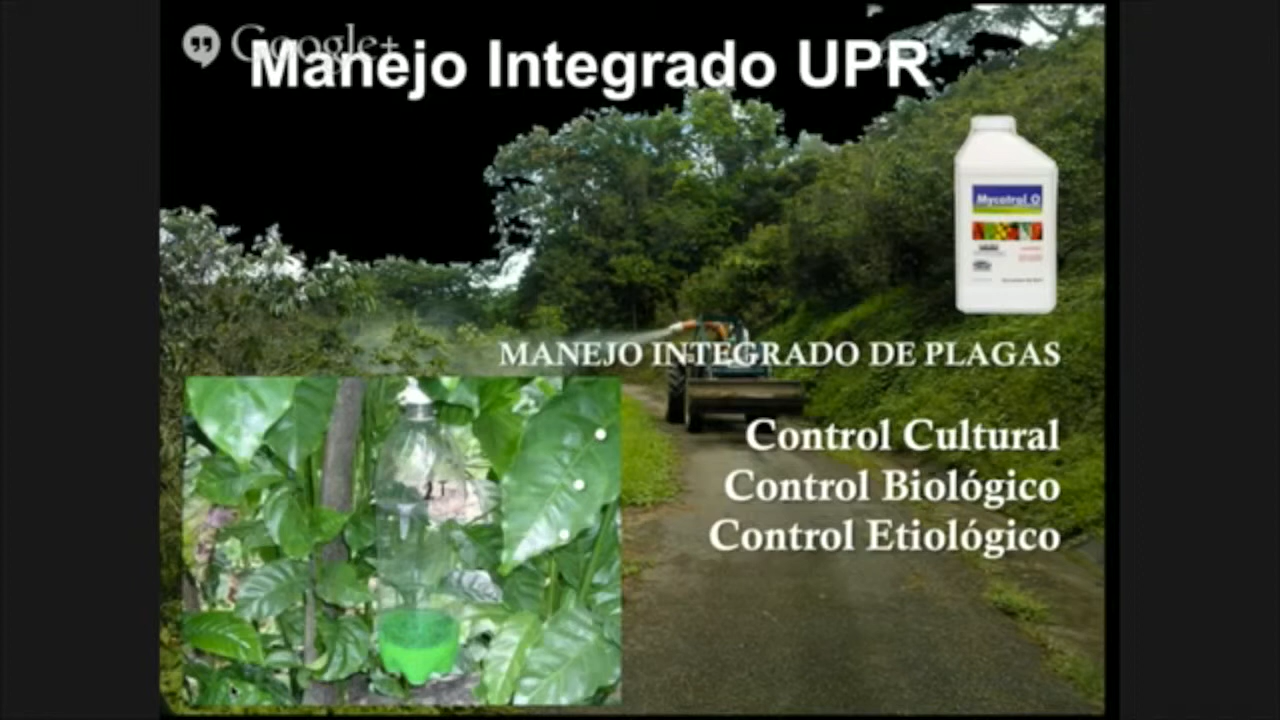 Google+
Manejo Integrado UPR
Mycotrol O
MANEJO INTEGRADO DE PLAGAS
Control Cultural
Control Biológico
Control Etiológico